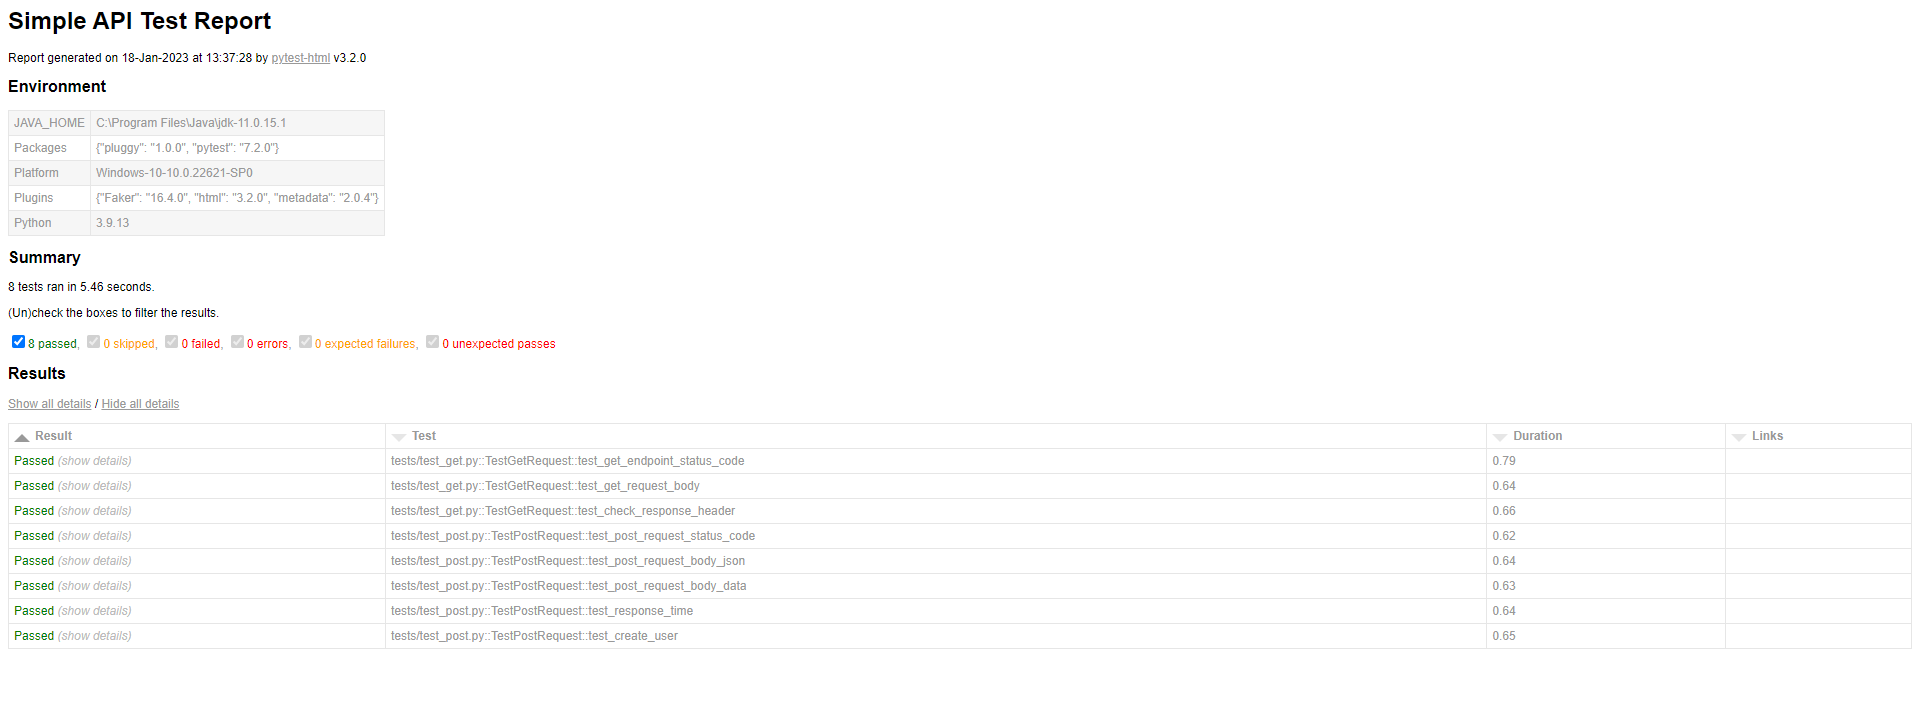 Simple API Test Report
Report generated on 18-Jan-2023 at 13:37:28 by pytest-html v3.2.0
Environment
JAVA_HOME C:\Program Files\Java\jdk-11.0.15.1
Packages {"pluggy": "1.0.0", "pytest": "7.2.0"}
Platform Windows-10-10.0.22621-SP0
Plugins {"Faker": "16.4.0", "html": "3.2.0", "metadata": "2.0.4"}
Python 3.9.13
Summary
8 tests ran in 5.46 seconds.
(Un)check the boxes to filter the results.
8 passed, 0 skipped, 0 failed, 0 errors, 0 expected failures, 0 unexpected passes
Results
Show all details / Hide all details
Result Test Duration Links
Passed (show details) tests/test_get.py::TestGetRequest::test_get_endpoint_status_code 0.79
Passed (show details) tests/test_get.py::TestGetRequest::test_get_request_body 0.64
Passed (show details) tests/test_get.py::TestGetRequest::test_check_response_header 0.66
Passed (show details) tests/test_post.py::TestPostRequest::test_post_request_status_code 0.62
Passed (show details) tests/test_post.py::TestPostRequest::test_post_request_body_json 0.64
Passed (show details) tests/test_post.py::TestPostRequest::test_post_request_body_data 0.63
Passed (show details) tests/test_post.py::TestPostRequest::test_response_time 0.64
Passed (show details) tests/test_post.py::TestPostRequest::test_create_user 0.65